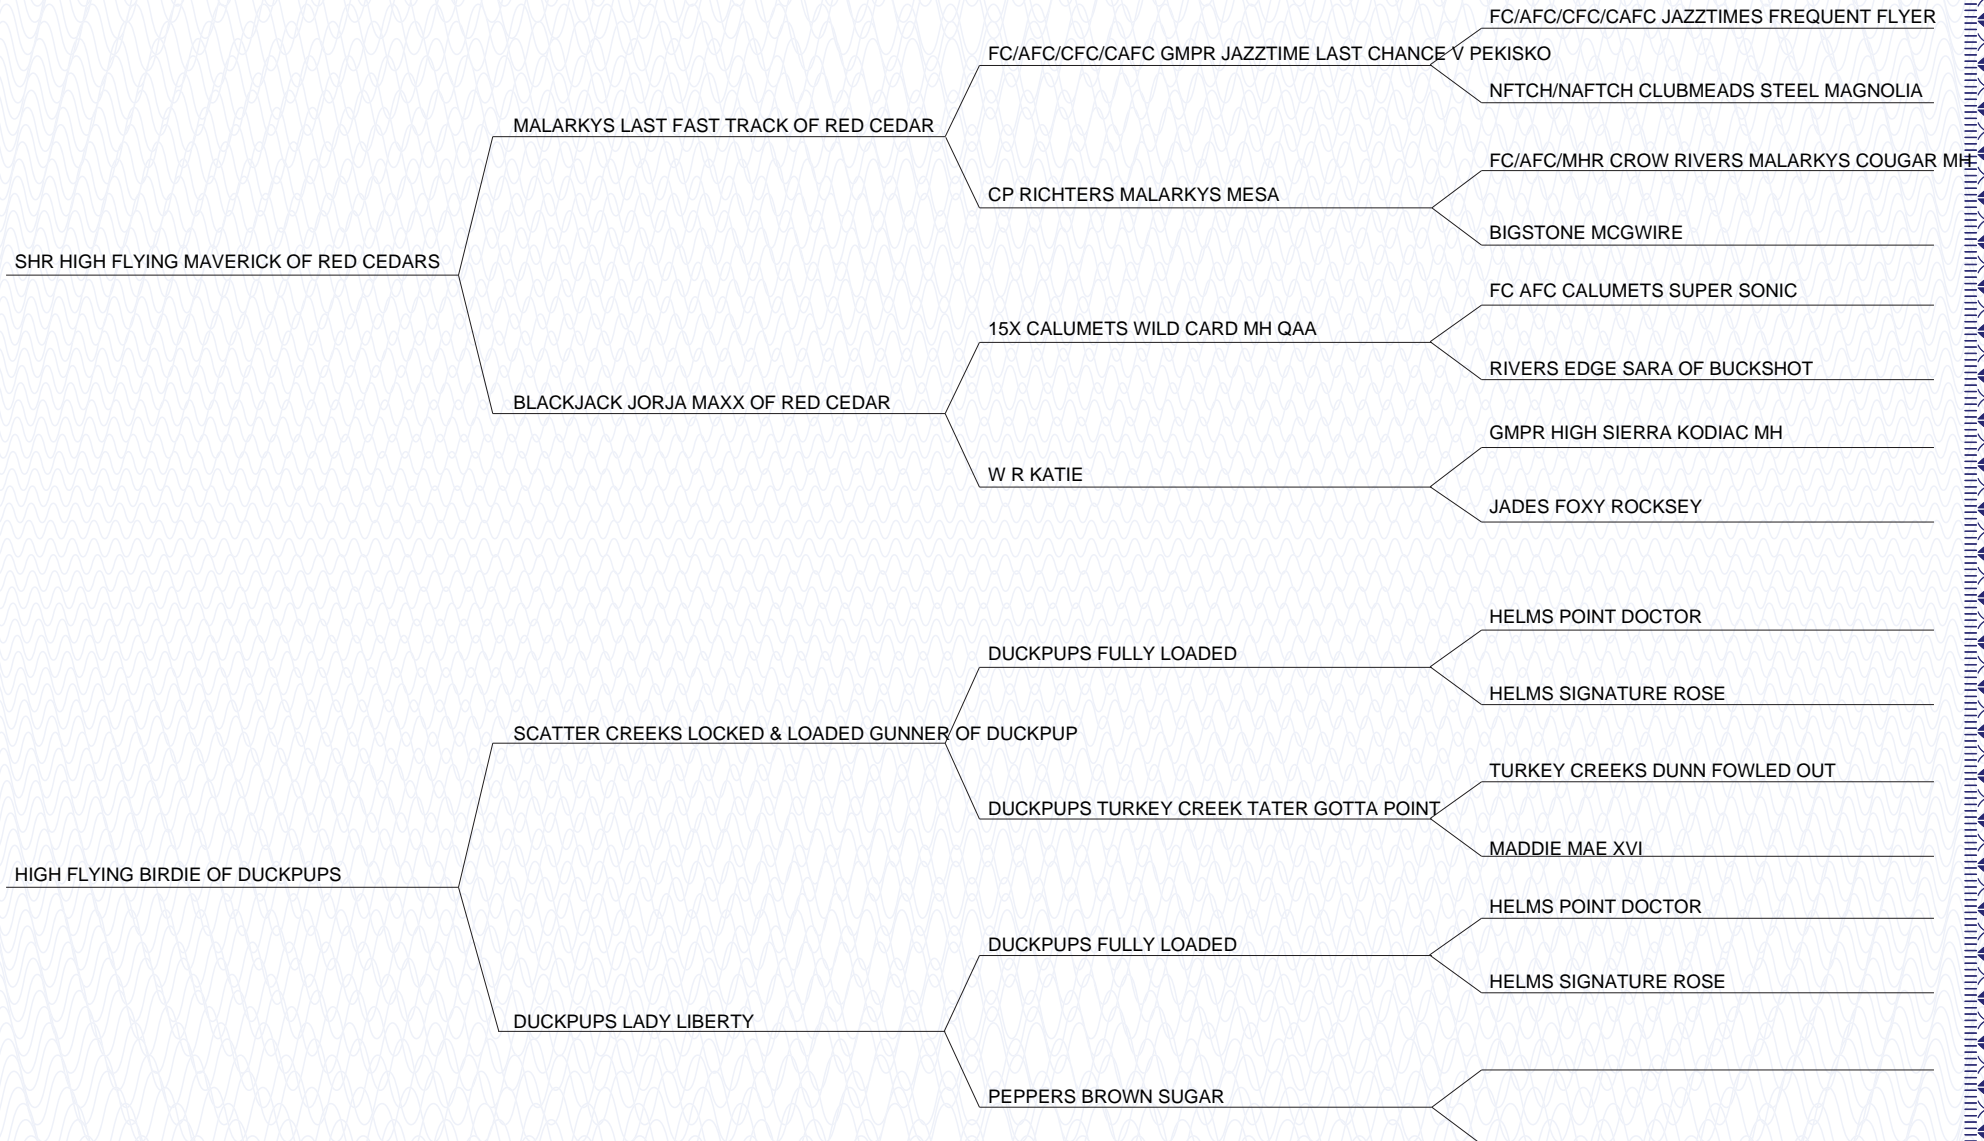 FC/AFC/CFC/CAFC JAZZTIMES FREQUENT FLYER
FC/AFC/CFC/CAFC GMPR JAZZTIME LAST CHANCE V PEKISKO
NFTCH/NAFTCH CLUBMEADS STEEL MAGNOLIA
MALARKYS LAST FAST TRACK OF RED CEDAR
FC/AFC/MHR CROW RIVERS MALARKYS COUGAR MH
CP RICHTERS MALARKYS MESA
BIGSTONE MCGWIRE
SHR HIGH FLYING MAVERICK OF RED CEDARS
FC AFC CALUMETS SUPER SONIC
15X CALUMETS WILD CARD MH QAA
RIVERS EDGE SARA OF BUCKSHOT
BLACKJACK JORJA MAXX OF RED CEDAR
GMPR HIGH SIERRA KODIAC MH
W R KATIE
JADES FOXY ROCKSEY
HELMS POINT DOCTOR
DUCKPUPS FULLY LOADED
HELMS SIGNATURE ROSE
SCATTER CREEKS LOCKED & LOADED GUNNER OF DUCKPUP
TURKEY CREEKS DUNN FOWLED OUT
DUCKPUPS TURKEY CREEK TATER GOTTA POINT
MADDIE MAE XVI
HIGH FLYING BIRDIE OF DUCKPUPS
HELMS POINT DOCTOR
DUCKPUPS FULLY LOADED
HELMS SIGNATURE ROSE
DUCKPUPS LADY LIBERTY
PEPPERS BROWN SUGAR